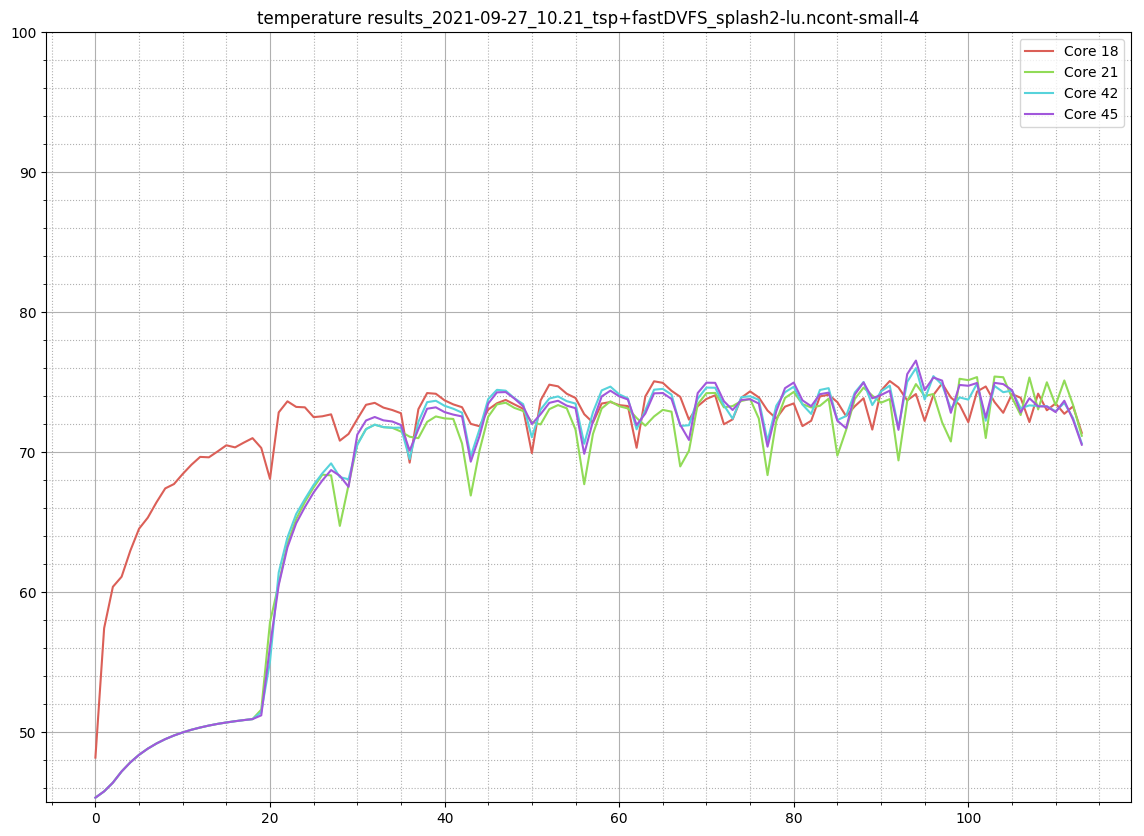 temperature results_2021-09-27_10.21_tsp+fastDVFS_splash2-lu.ncont-small-4
100
90
80
70
60
50
Core 18
Core 21
Core 42
Core 45
0 20 40 60 80 100